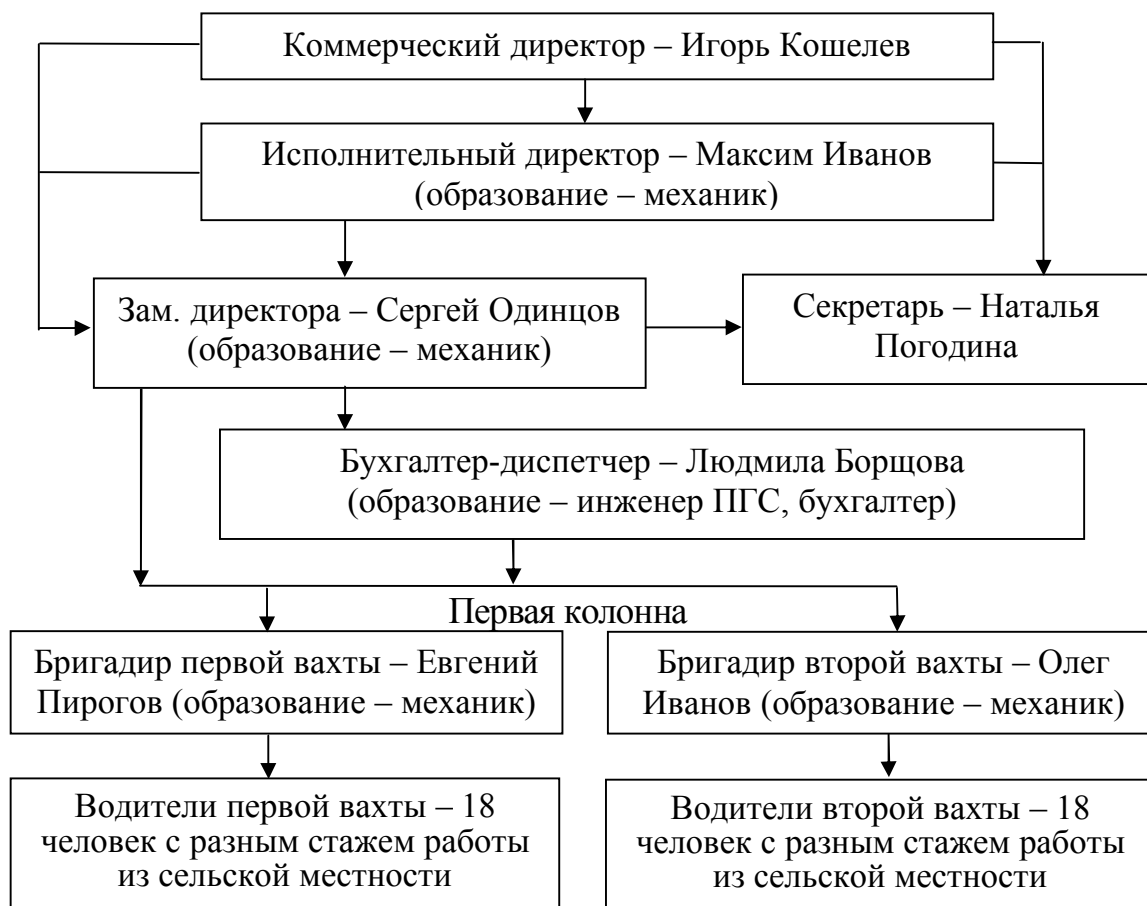 Коммерческий директор – Игорь Кошелев
Исполнительный директор – Максим Иванов
(образование – механик)
Зам. директора – Сергей Одинцов
(образование – механик)
Секретарь – Наталья
Погодина
Бухгалтер-диспетчер – Людмила Борщова
(образование – инженер ПГС, бухгалтер)
Первая колонна
Бригадир первой вахты – Евгений
Пирогов (образование – механик)
Бригадир второй вахты – Олег
Иванов (образование – механик)
Водители первой вахты – 18
человек с разным стажем работы
из сельской местности
Водители второй вахты – 18
человек с разным стажем работы
из сельской местности